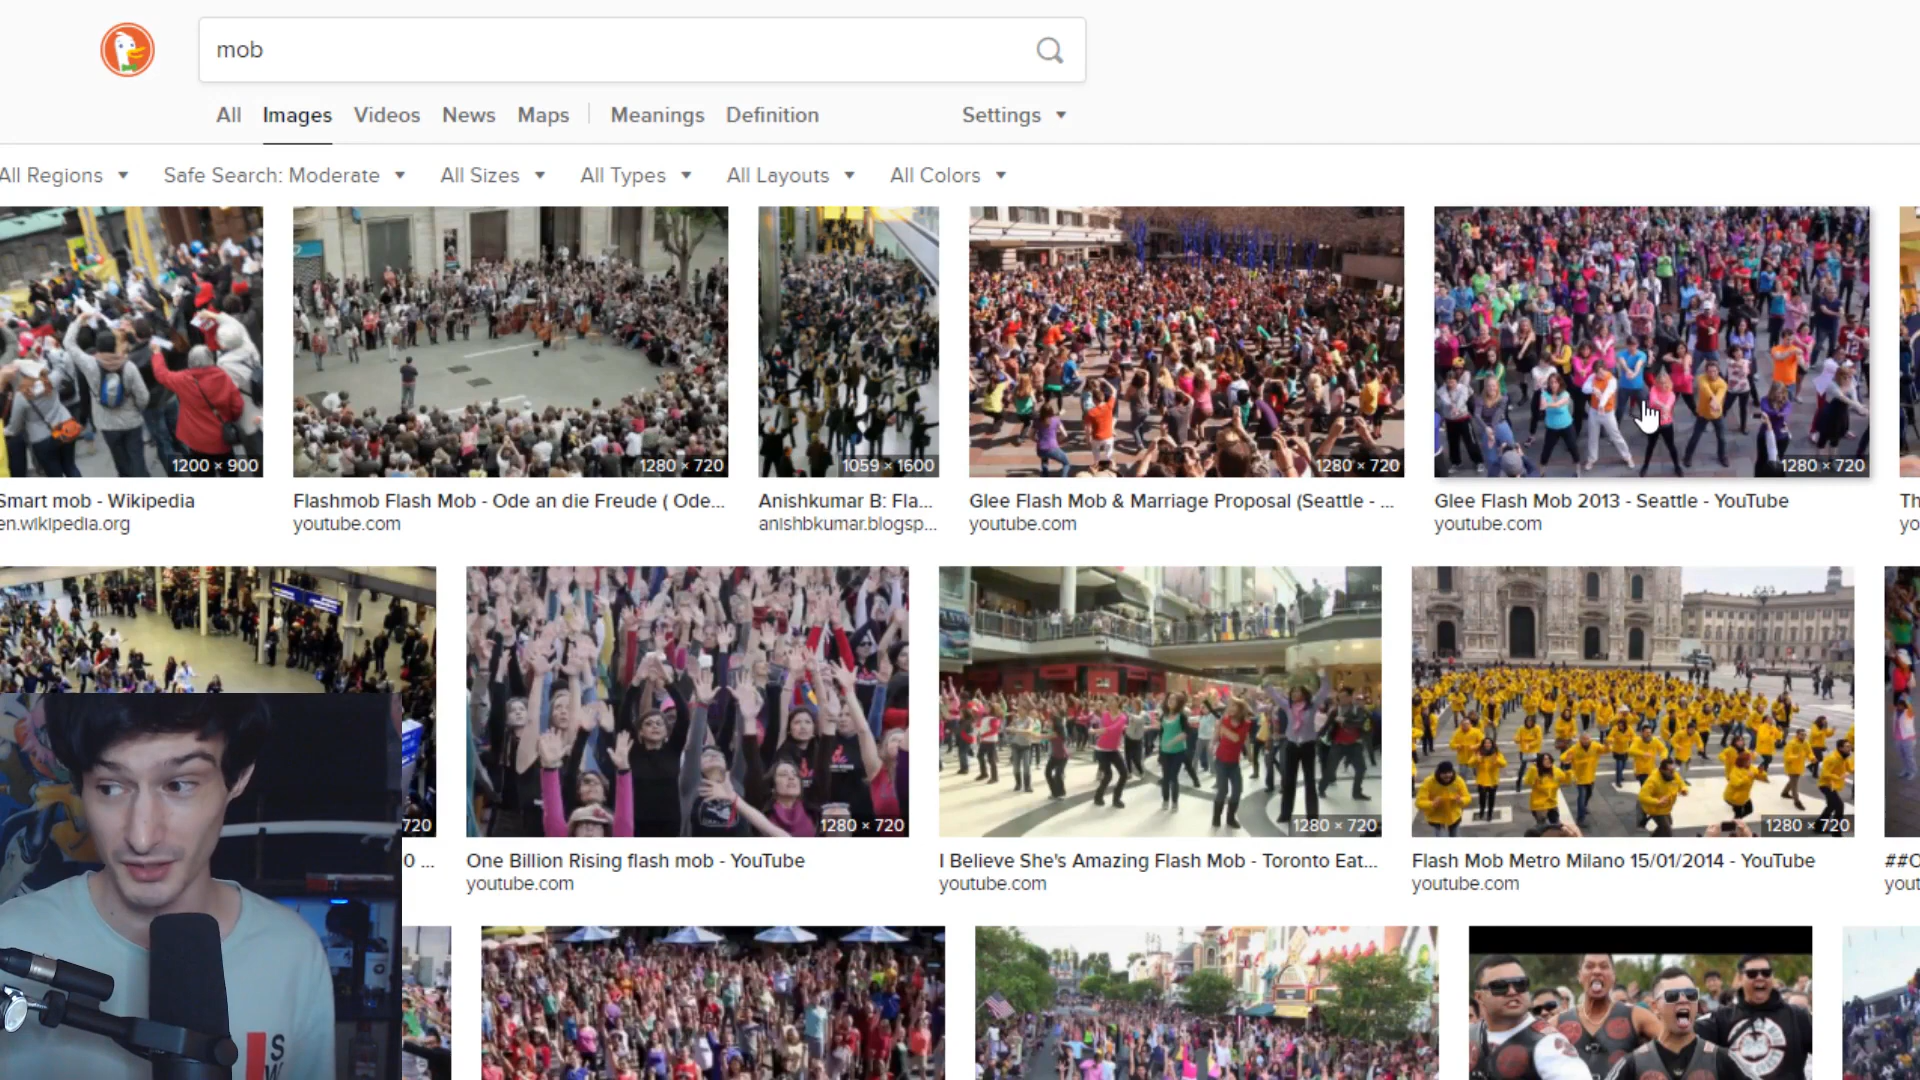 mob
All Images Videos News Maps Meanings Definition Settings
All Regions Safe Search: Moderate All Sizes All Types All Layouts All Colors
1200 × 900
1280 × 720
1059 × 1600
1280 × 720
1280 × 720
Smart mob - Wikipedia
en.wikipedia.org
Flashmob Flash Mob - Ode an die Freude ( Ode...
youtube.com
Anishkumar B: Fla...
anishbkumar.blogsp...
Glee Flash Mob & Marriage Proposal (Seattle - ...
youtube.com
Glee Flash Mob 2013 - Seattle - YouTube
youtube.com
Th
yo
720
1280 × 720
1280 × 720
1280 × 720
0 ...
One Billion Rising flash mob - YouTube
youtube.com
I Believe She's Amazing Flash Mob - Toronto Eat...
youtube.com
Flash Mob Metro Milano 15/01/2014 - YouTube
youtube.com
##C
yout
S